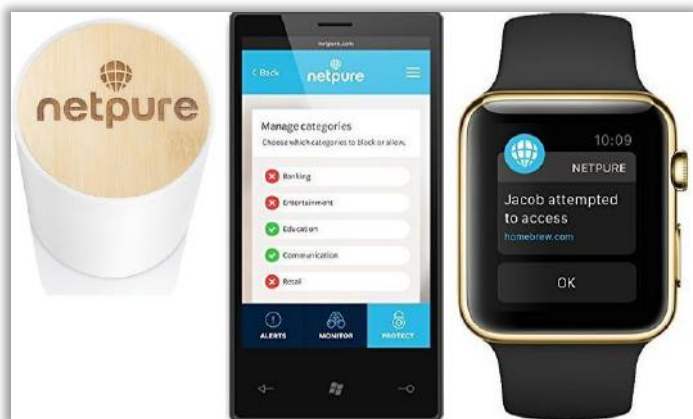 netpure
netpure.com
< Back
netpure
Manage categories
Choose which categories to block or allow.
Banking
Entertainment
Education
Communication
Retail
ALERTS
MONITOR
PROTECT
10:09
NETPURE
Jacob attempted
to access
homebrew.com
OK